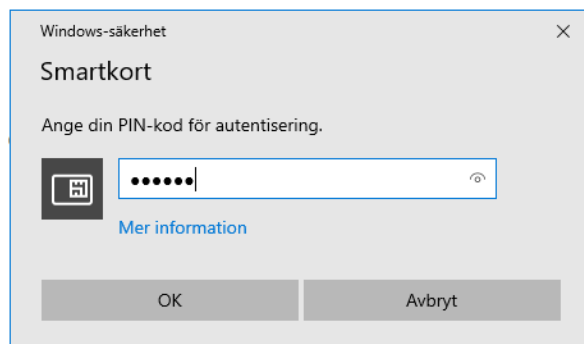 Windows-säkerhet
Smartkort
Ange din PIN-kod för autentisering.
••••••
Mer information
OK
Avbryt